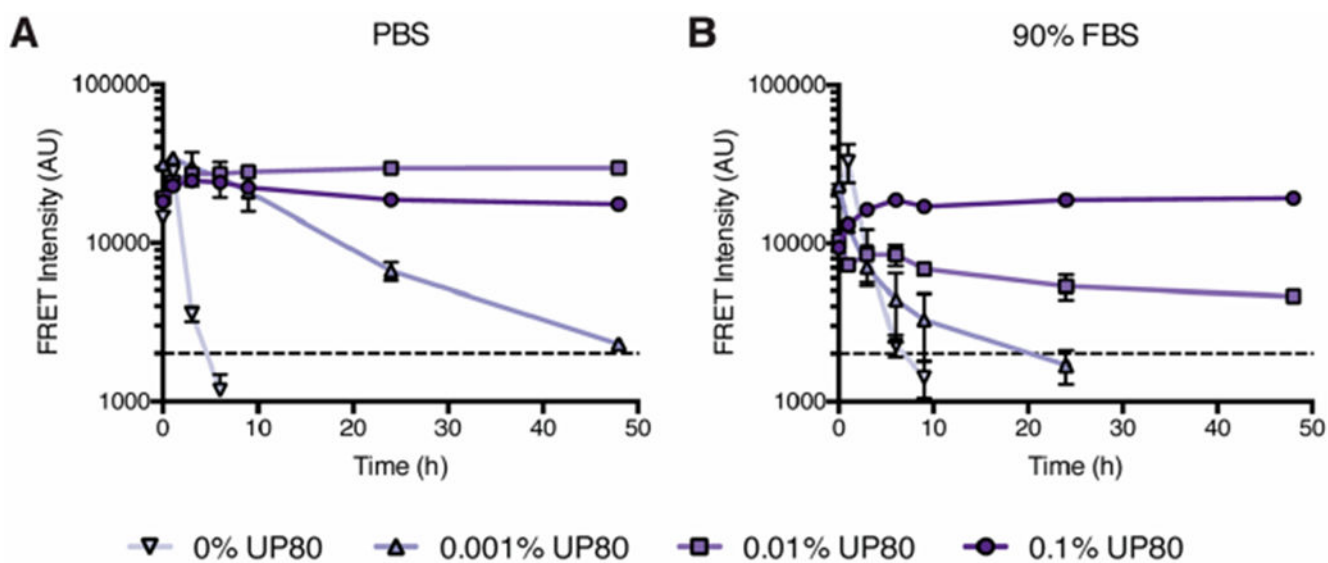 A
PBS
100000
10000
1000
FRET Intensity (AU)
0 10 20 30 40 50
Time (h)
B
90% FBS
100000
10000
1000
FRET Intensity (AU)
0 10 20 30 40 50
Time (h)
0% UP80 0.001% UP80 0.01% UP80 0.1% UP80